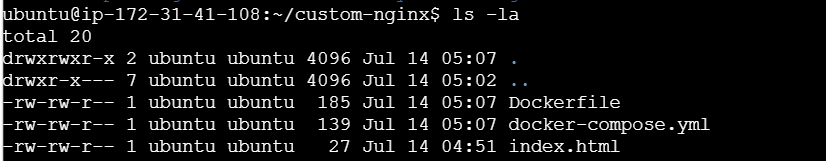 ubuntu@ip-172-31-41-108:~/custom-nginx$ ls -la
total 20
drwxrwxr-x 2 ubuntu ubuntu 4096 Jul 14 05:07 .
drwxr-x--- 7 ubuntu ubuntu 4096 Jul 14 05:02 ..
-rw-rw-r-- 1 ubuntu ubuntu  185 Jul 14 05:07 Dockerfile
-rw-rw-r-- 1 ubuntu ubuntu  139 Jul 14 05:07 docker-compose.yml
-rw-rw-r-- 1 ubuntu ubuntu   27 Jul 14 04:51 index.html